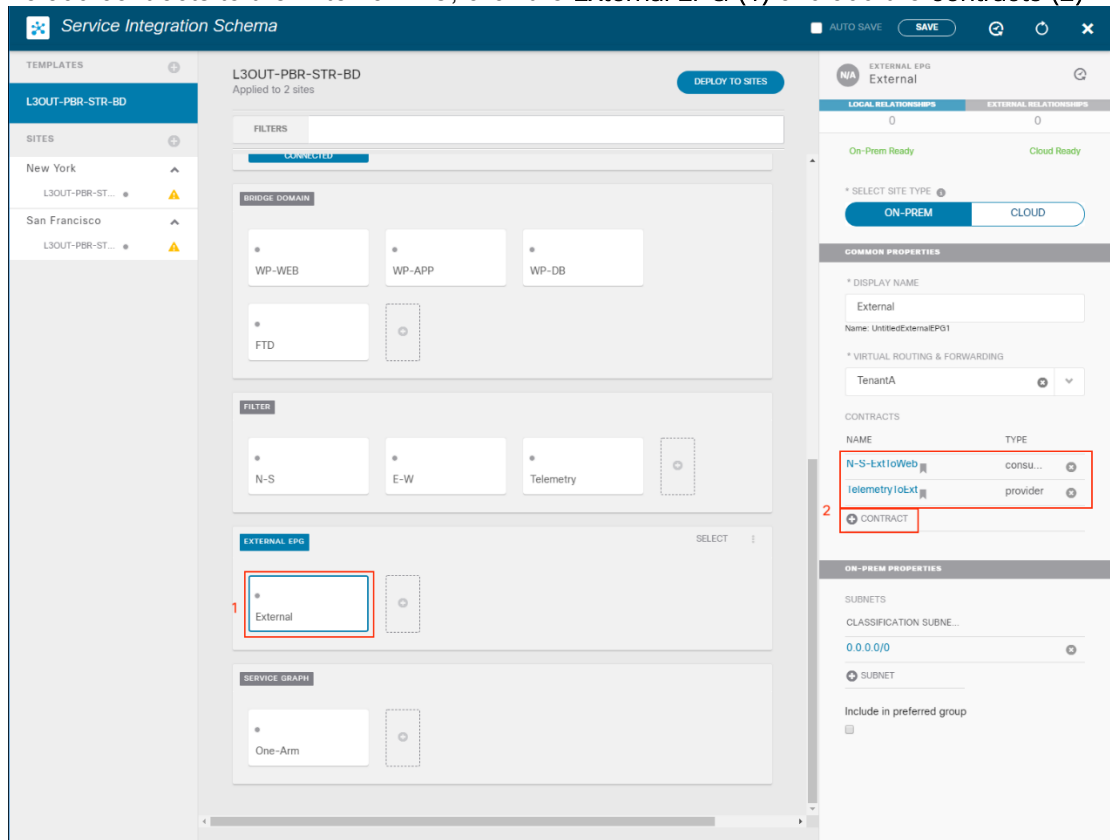 Service Integration Schema
AUTO SAVE
SAVE
TEMPLATES
L3OUT-PBR-STR-BD
SITES
New York
L3OUT-PBR-ST...
San Francisco
L3OUT-PBR-ST...
L3OUT-PBR-STR-BD
Applied to 2 sites
DEPLOY TO SITES
FILTERS
CONNECTED
BRIDGE DOMAIN
WP-WEB
WP-APP
WP-DB
FTD
FILTER
N-S
E-W
Telemetry
EXTERNAL EPG
SELECT
1
External
SERVICE GRAPH
One-Arm
N/A
EXTERNAL EPG
External
LOCAL RELATIONSHIPS
EXTERNAL RELATIONSHIPS
0
0
On-Prem Ready
Cloud Ready
* SELECT SITE TYPE
ON-PREM
CLOUD
COMMON PROPERTIES
* DISPLAY NAME
External
Name: UntitledExternalEPG1
* VIRTUAL ROUTING & FORWARDING
TenantA
CONTRACTS
NAME TYPE
N-S-ExtToWeb consu...
TelemetryToExt provider
2
CONTRACT
ON-PREM PROPERTIES
SUBNETS
CLASSIFICATION SUBNE...
0.0.0.0/0
SUBNET
Include in preferred group